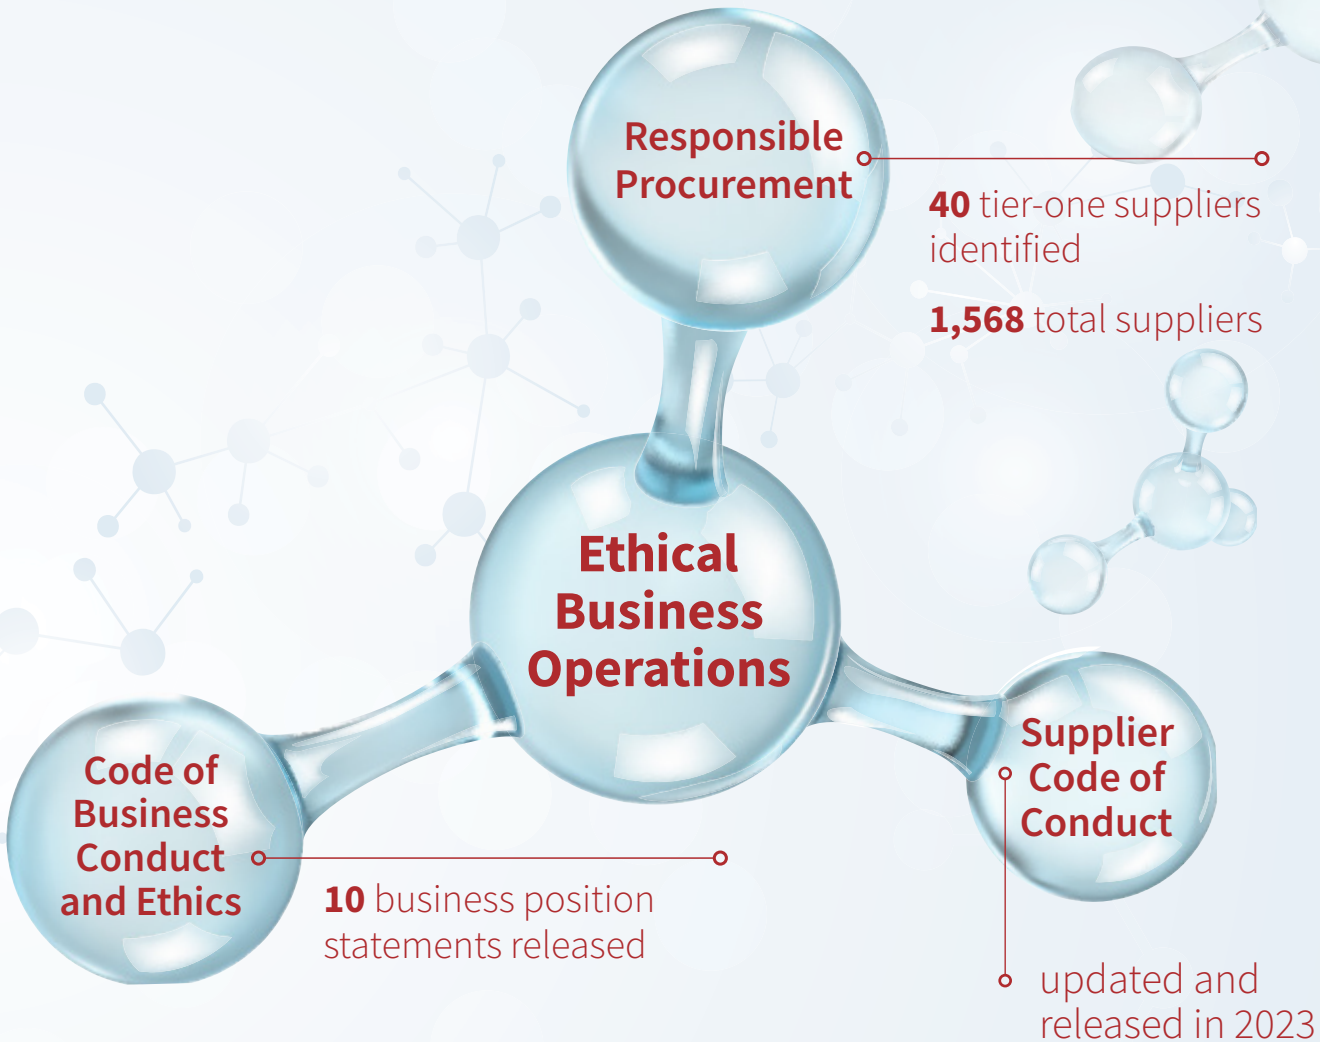 Responsible
Procurement
40 tier-one suppliers
identified
1,568 total suppliers
Ethical
Business
Operations
Supplier
Code of
Conduct
updated and
released in 2023
Code of
Business
Conduct
and Ethics
10 business position
statements released